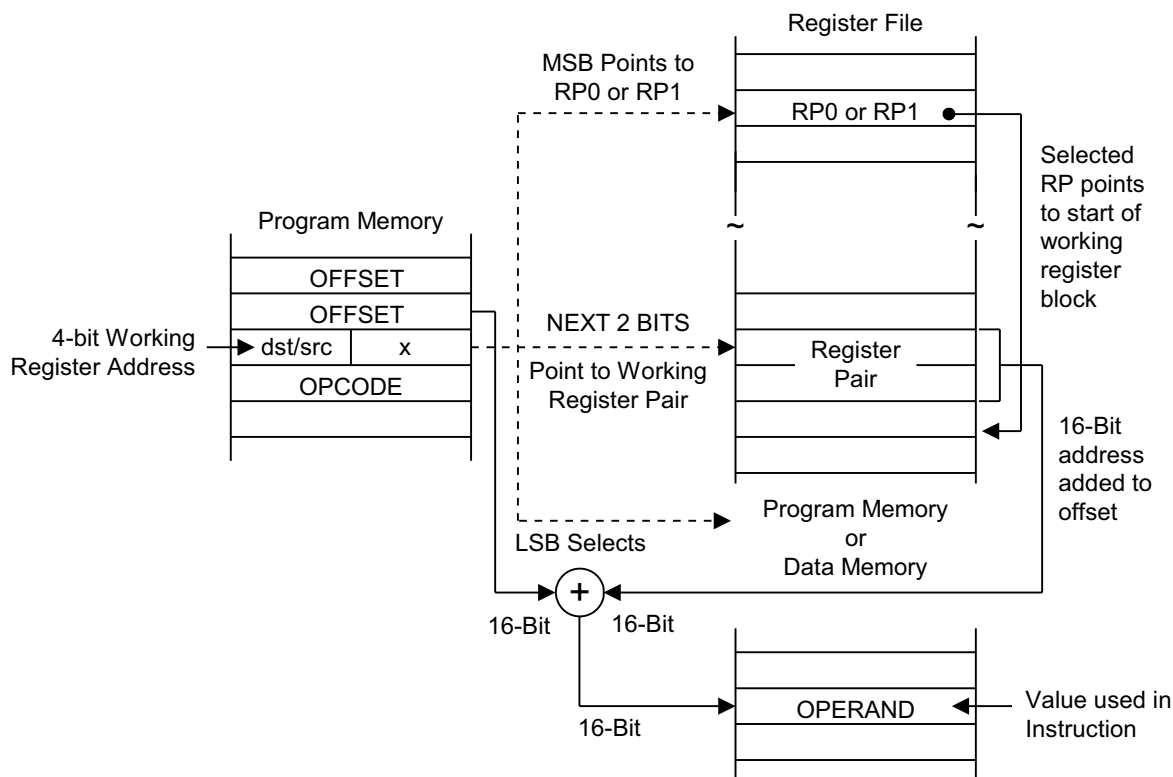 Register File
MSB Points to
RP0 or RP1
RP0 or RP1
Selected
RP points
to start of
working
register
block
~
~
Program Memory
OFFSET
OFFSET
4-bit Working
Register Address
dst/src
x
OPCODE
NEXT 2 BITS
Point to Working
Register Pair
Register
Pair
16-Bit
address
added to
offset
LSB Selects
Program Memory
or
Data Memory
+
16-Bit
16-Bit
16-Bit
OPERAND
Value used in
Instruction